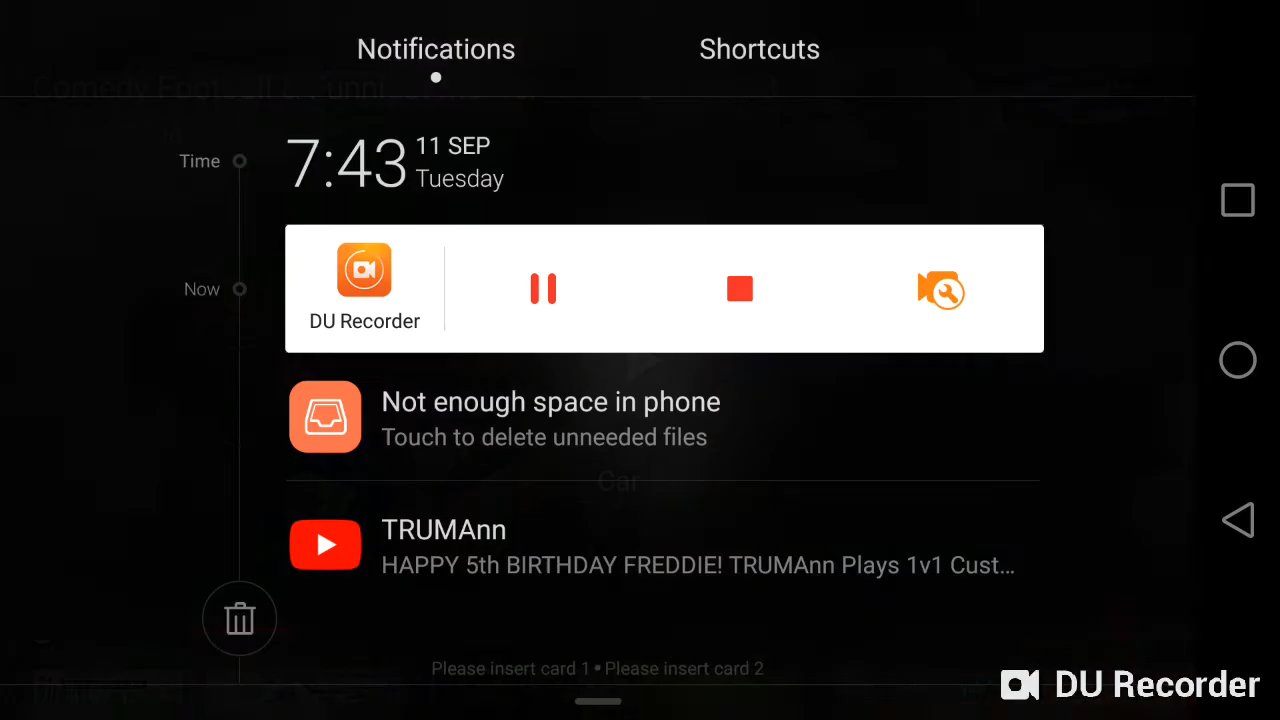 Notifications
Shortcuts
Time
7:43
11 SEP
Tuesday
Now
DU Recorder
Not enough space in phone
Touch to delete unneeded files
Car
TRUMAnn
HAPPY 5th BIRTHDAY FREDDIE! TRUMAnn Plays 1v1 Cust...
Please insert card 1 • Please insert card 2
DU Recorder